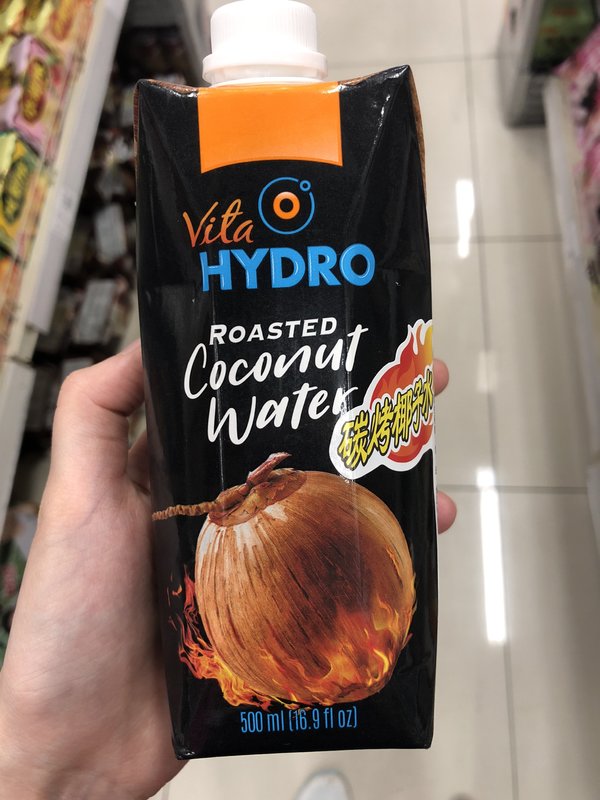 Vita
HYDRO
ROASTED
Coconut
Water
碳烤椰子水
500 ml (16.9 fl oz)